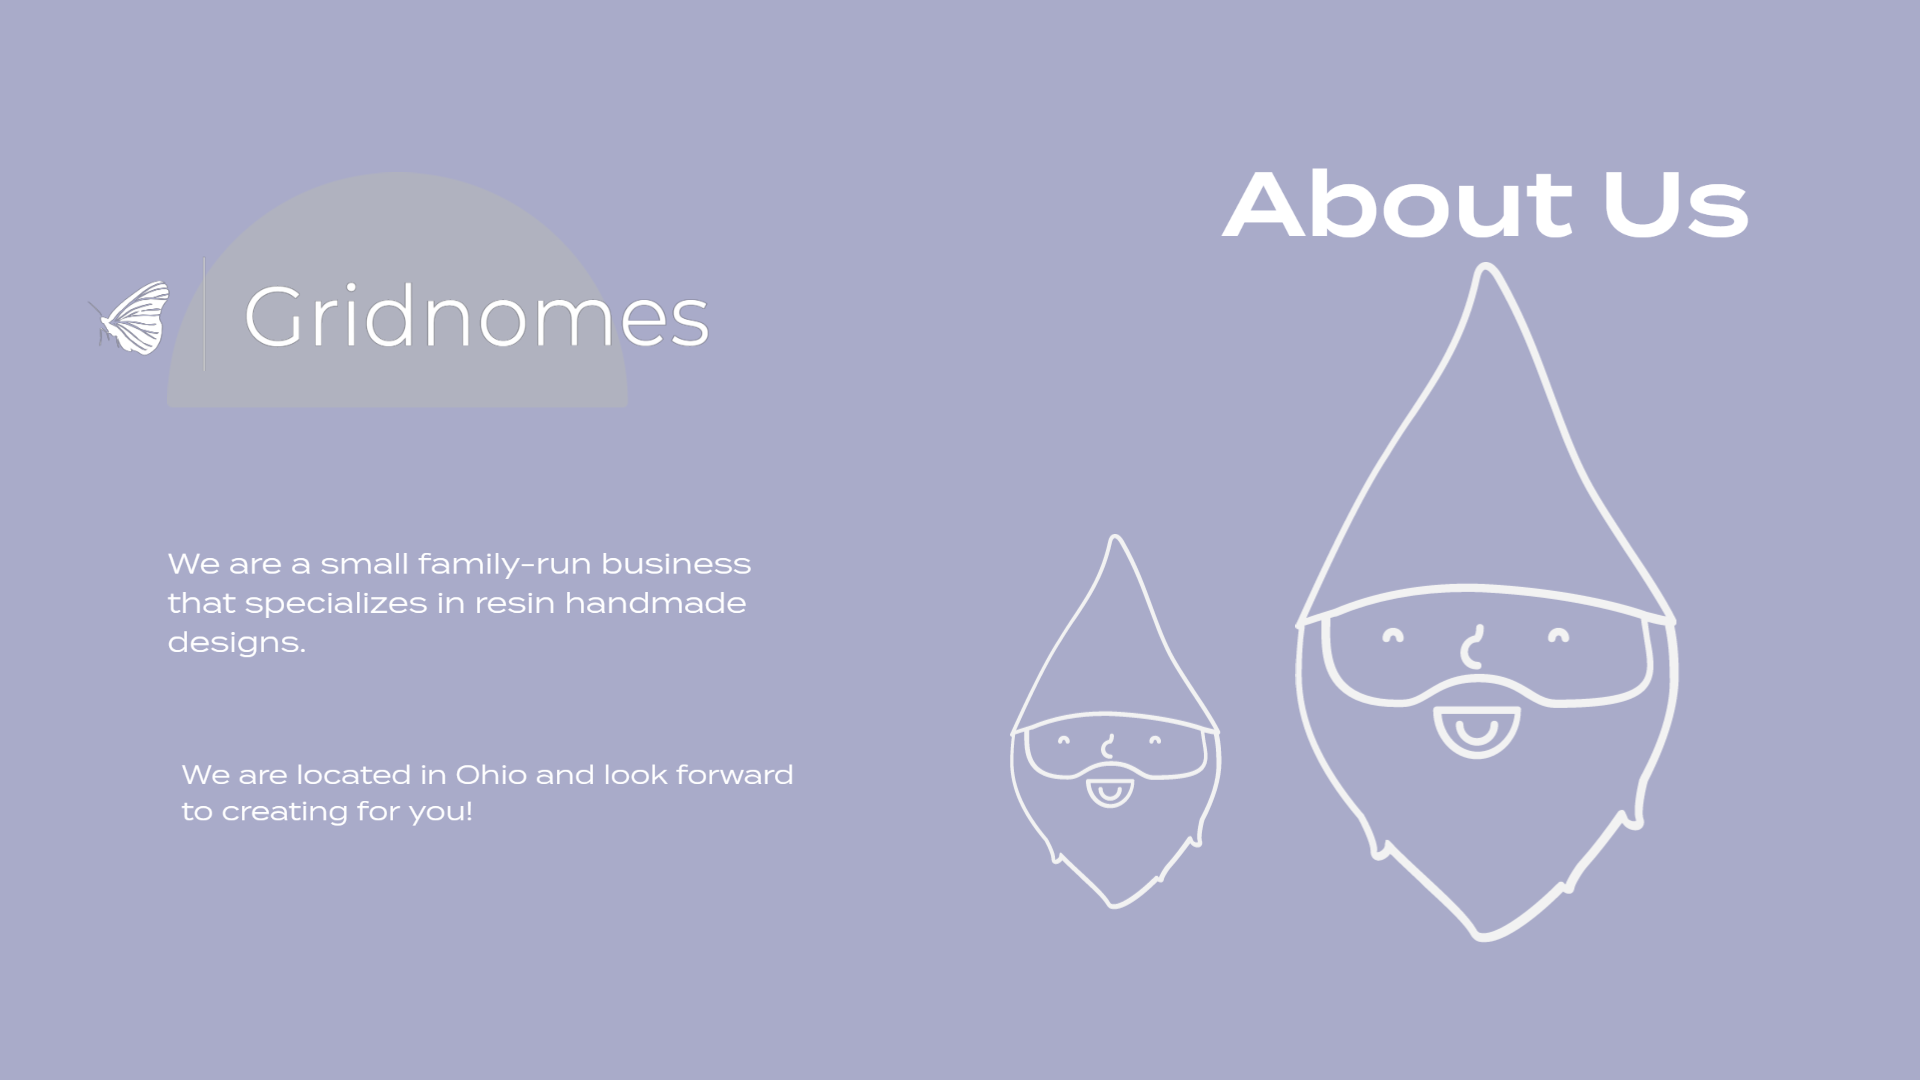 About Us
Gridnomes
We are a small family-run business
that specializes in resin handmade
designs.
We are located in Ohio and look forward
to creating for you!